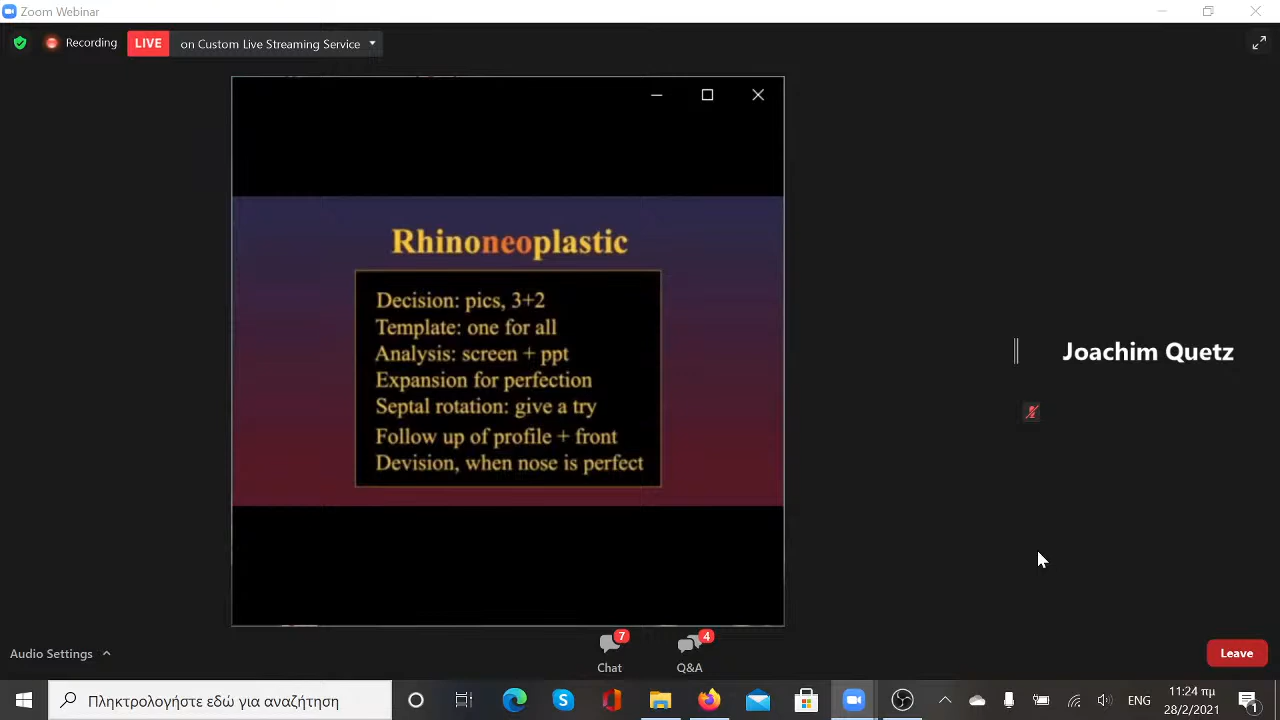 Zoom Webinar
Recording
LIVE
on Custom Live Streaming Service
Rhinoneoplastic
Decision: pics, 3+2
Template: one for all
Analysis: screen + ppt
Expansion for perfection
Septal rotation: give a try
Follow up of profile + front
Devision, when nose is perfect
Joachim Quetz
Audio Settings
7
Chat
4
Q&A
Leave
Πληκτρολογήστε εδώ για αναζήτηση
ENG
11:24 πμ
28/2/2021
1